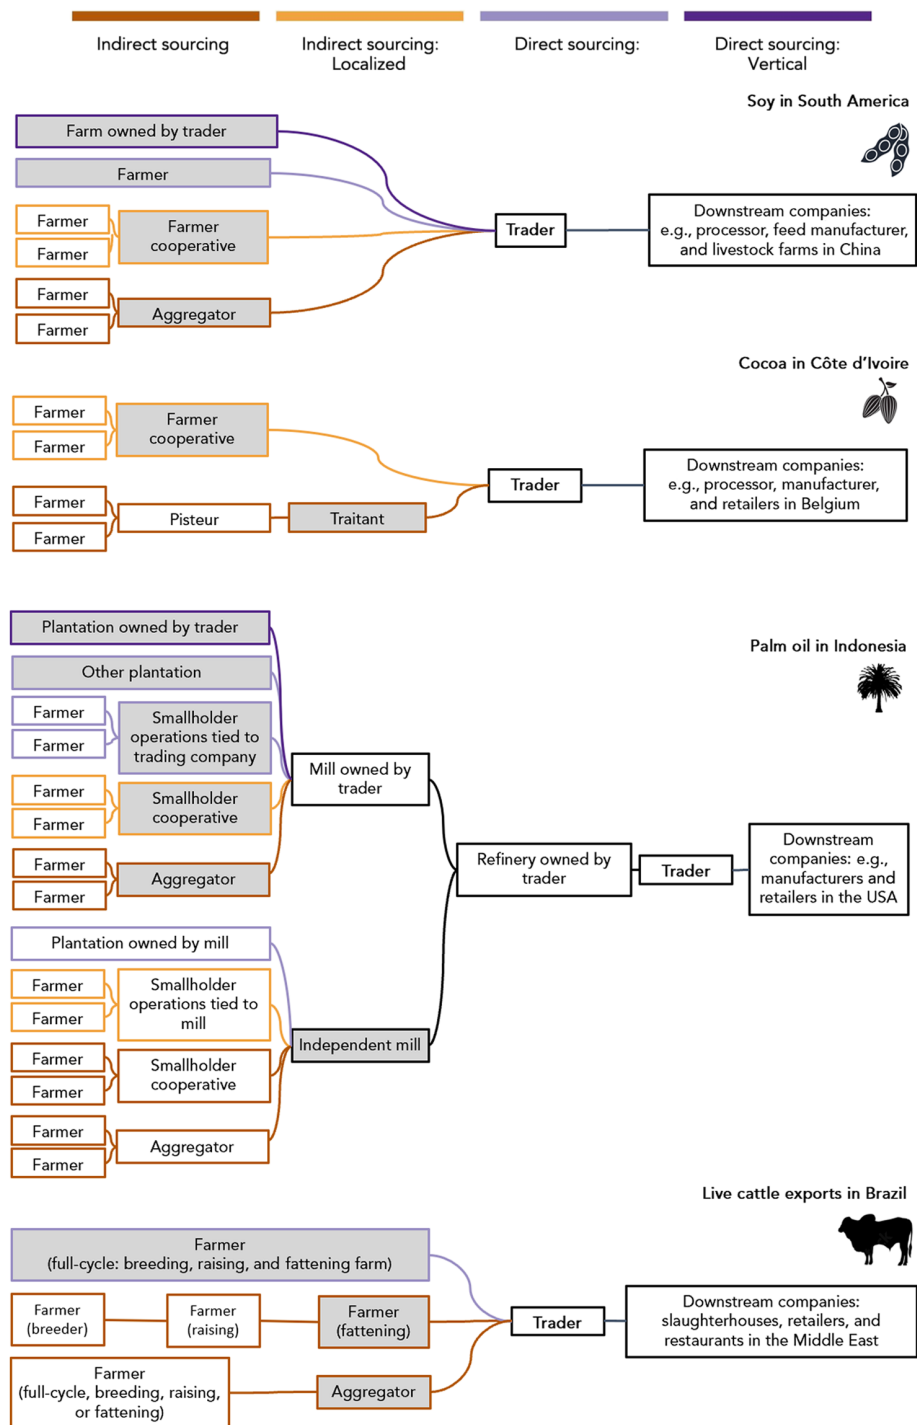 Indirect sourcing
Indirect sourcing:
Localized
Direct sourcing:
Direct sourcing:
Vertical
Soy in South America
Farm owned by trader
Farmer
Farmer
Farmer
Farmer
cooperative
Farmer
Farmer
Aggregator
Trader
Downstream companies:
e.g., processor, feed manufacturer,
and livestock farms in China
Cocoa in Côte d'Ivoire
Farmer
Farmer
Farmer
cooperative
Farmer
Farmer
Pisteur
Traitant
Trader
Downstream companies:
e.g., processor, manufacturer,
and retailers in Belgium
Palm oil in Indonesia
Plantation owned by trader
Other plantation
Farmer
Farmer
Smallholder
operations tied to
trading company
Farmer
Farmer
Smallholder
cooperative
Farmer
Farmer
Aggregator
Mill owned by
trader
Plantation owned by mill
Farmer
Farmer
Smallholder
operations tied to
mill
Farmer
Farmer
Smallholder
cooperative
Farmer
Farmer
Aggregator
Independent mill
Refinery owned by
trader
Trader
Downstream
companies: e.g.,
manufacturers and
retailers in the USA
Live cattle exports in Brazil
Farmer
(full-cycle: breeding, raising, and fattening farm)
Farmer
(breeder)
Farmer
(raising)
Farmer
(fattening)
Farmer
(full-cycle, breeding, raising,
or fattening)
Aggregator
Trader
Downstream companies:
slaughterhouses, retailers, and
restaurants in the Middle East